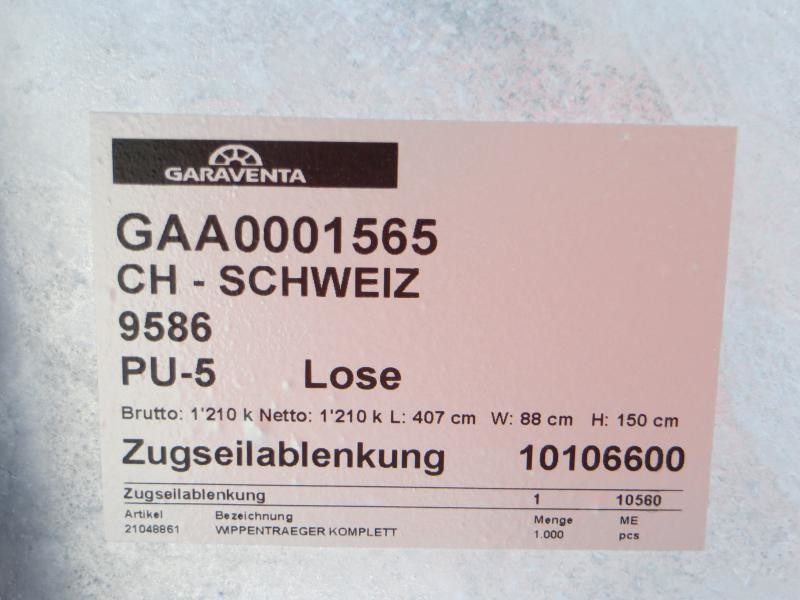 GARAVENTA
GAA0001565
CH - SCHWEIZ
9586
PU-5 Lose
Brutto: 1'210 k Netto: 1'210 k L: 407 cm W: 88 cm H: 150 cm
Zugseilablenkung 10106600
Zugseilablenkung 1 10560
Artikel Bezeichnung Menge ME
21048861 WIPPENTRAEGER KOMPLETT 1.000 pcs